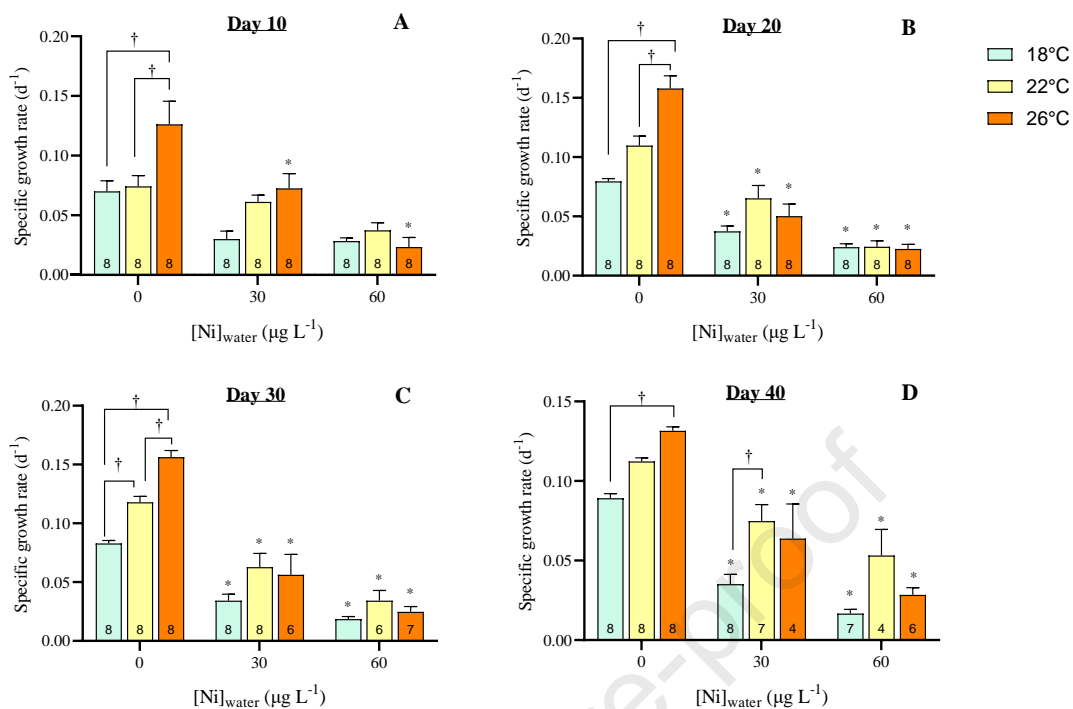 Day 10
A
Specific growth rate (d-1)
0.20
0.15
0.10
0.05
0.00
† †
* *
8 8 8 8 8 8 8 8 8
0 30 60
[Ni]water (µg L-1)
Day 20
B
Specific growth rate (d-1)
0.20
0.15
0.10
0.05
0.00
† †
* * * * * *
8 8 8 8 8 8 8 8 8
0 30 60
[Ni]water (µg L-1)
18°C
22°C
26°C
Day 30
C
Specific growth rate (d-1)
0.20
0.15
0.10
0.05
0.00
† † †
* * * * * *
8 8 8 8 8 6 8 6 7
0 30 60
[Ni]water (µg L-1)
Day 40
D
Specific growth rate (d-1)
0.15
0.10
0.05
0.00
† †
* * * * * *
8 8 8 8 7 4 7 4 6
0 30 60
[Ni]water (µg L-1)
re-proof